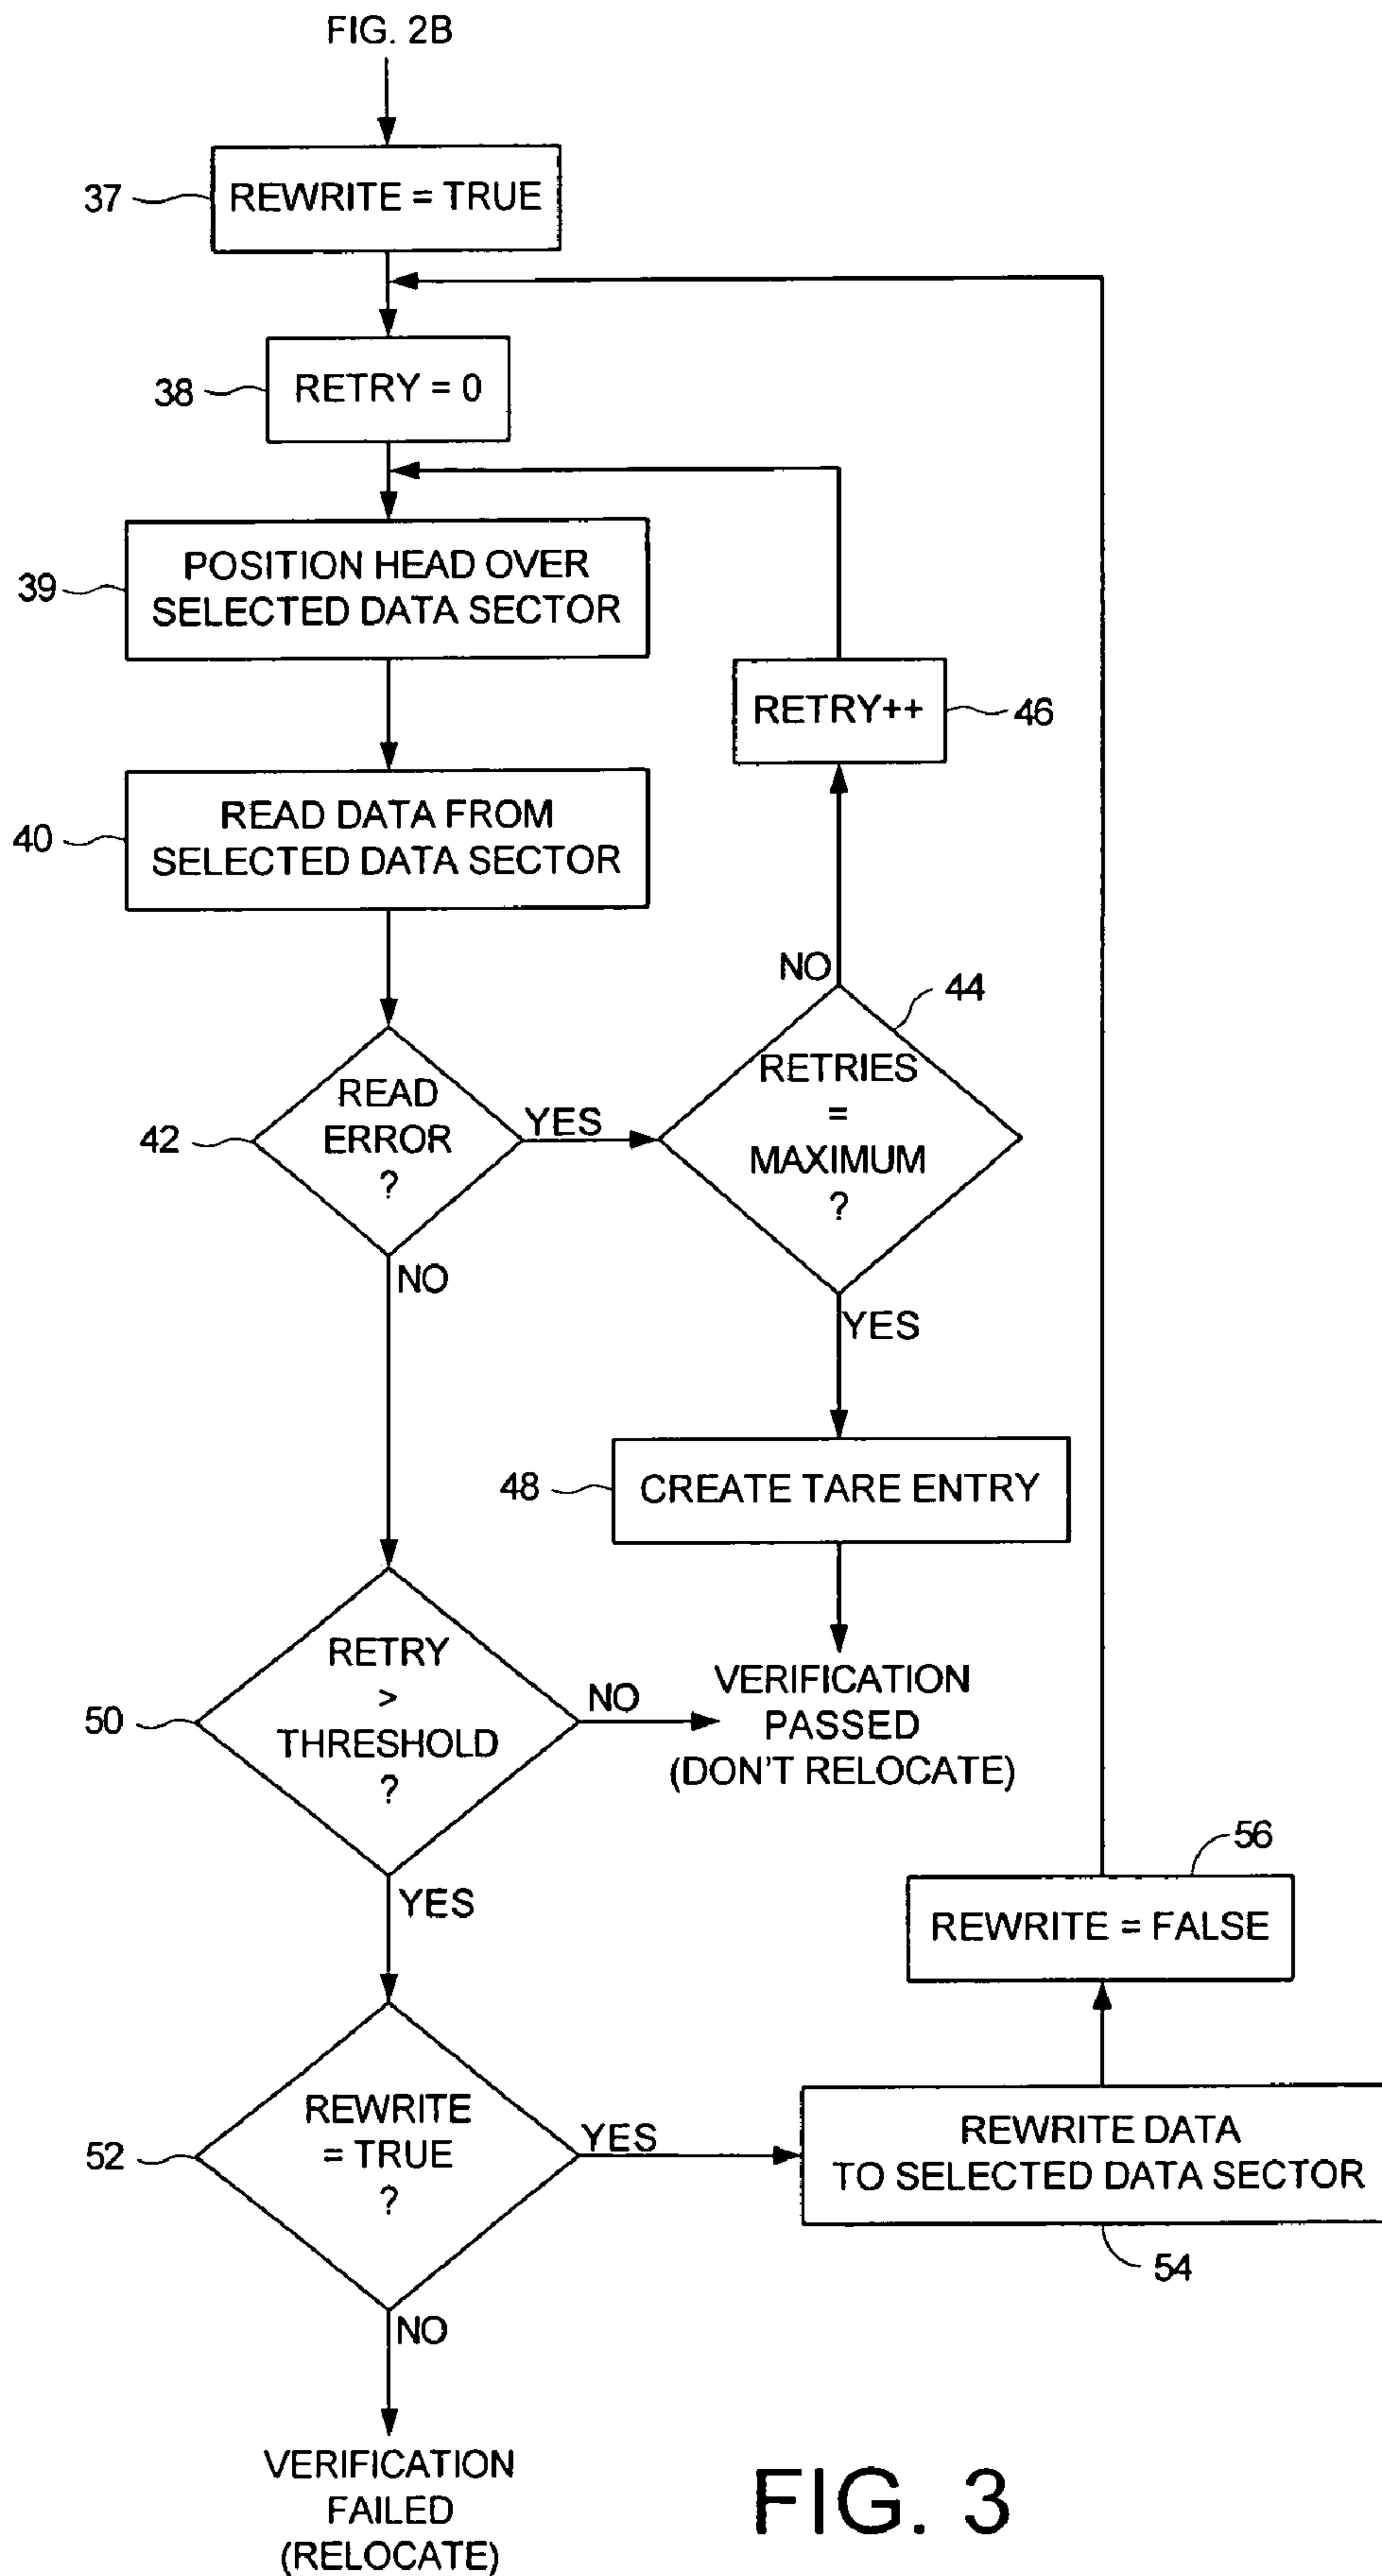 FIG. 2B
37
REWRITE = TRUE
38
RETRY = 0
39
POSITION HEAD OVER
SELECTED DATA SECTOR
RETRY++
46
40
READ DATA FROM
SELECTED DATA SECTOR
NO
44
42
READ
ERROR
?
YES
RETRIES
=
MAXIMUM
?
NO
YES
48
CREATE TARE ENTRY
50
RETRY
>
THRESHOLD
?
NO
VERIFICATION
PASSED
(DON'T RELOCATE)
YES
56
REWRITE = FALSE
52
REWRITE
= TRUE
?
YES
REWRITE DATA
TO SELECTED DATA SECTOR
54
NO
VERIFICATION
FAILED
(RELOCATE)
FIG. 3